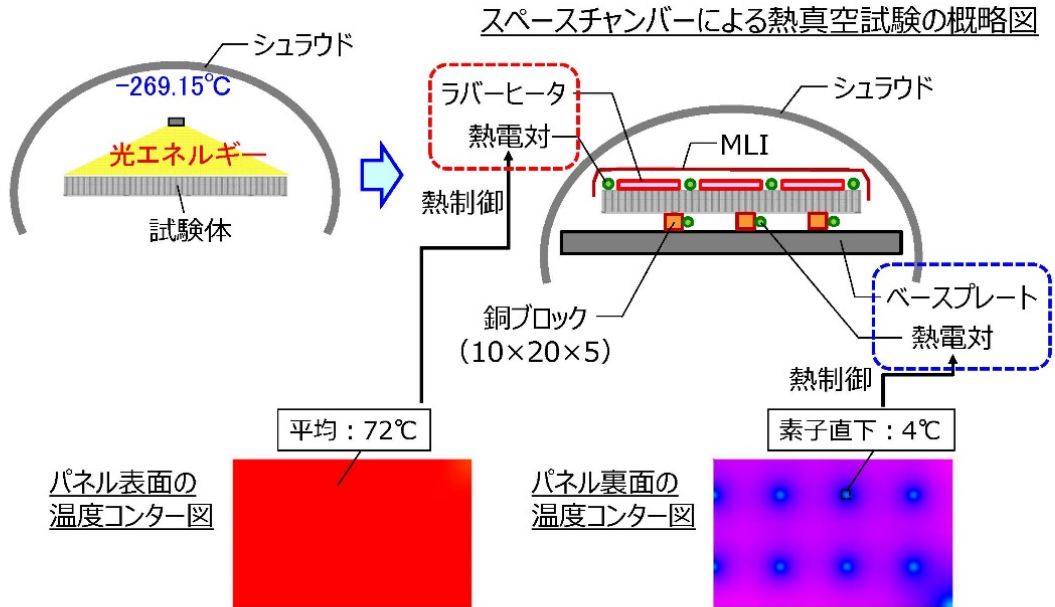 スペースチャンバーによる熱真空試験の概略図
シュラウド
-269.15℃
光エネルギー
試験体
ラバーヒータ
熱電対
熱制御
シュラウド
MLI
銅ブロック
(10×20×5)
ベースプレート
熱電対
熱制御
平均：72℃
パネル表面の
温度コンター図
素子直下：4℃
パネル裏面の
温度コンター図